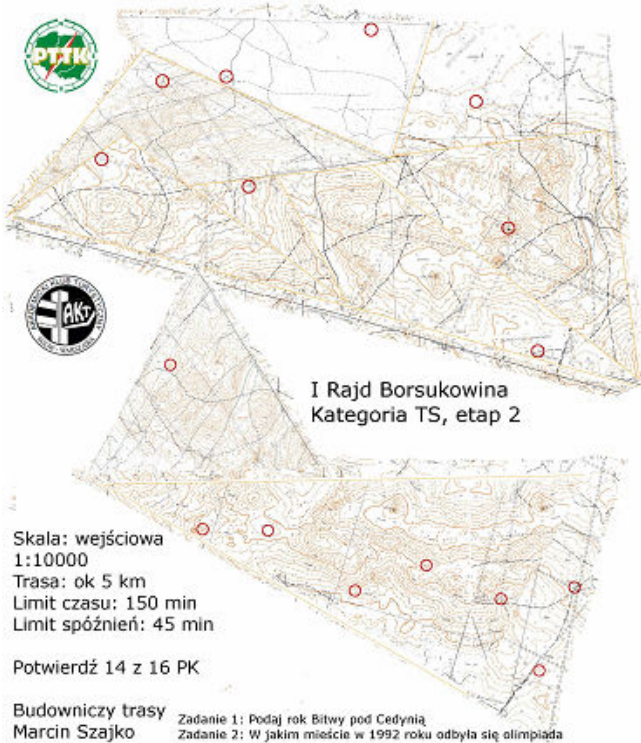 PTTK
AKT
I Rajd Borsukowina
Kategoria TS, etap 2
Skala: wejściowa
1:10000
Trasa: ok 5 km
Limit czasu: 150 min
Limit spóźnień: 45 min
Potwierdź 14 z 16 PK
Budowniczy trasy
Marcin Szajko
Zadanie 1: Podaj rok Bitwy pod Cedynią
Zadanie 2: W jakim mieście w 1992 roku odbyła się olimpiada